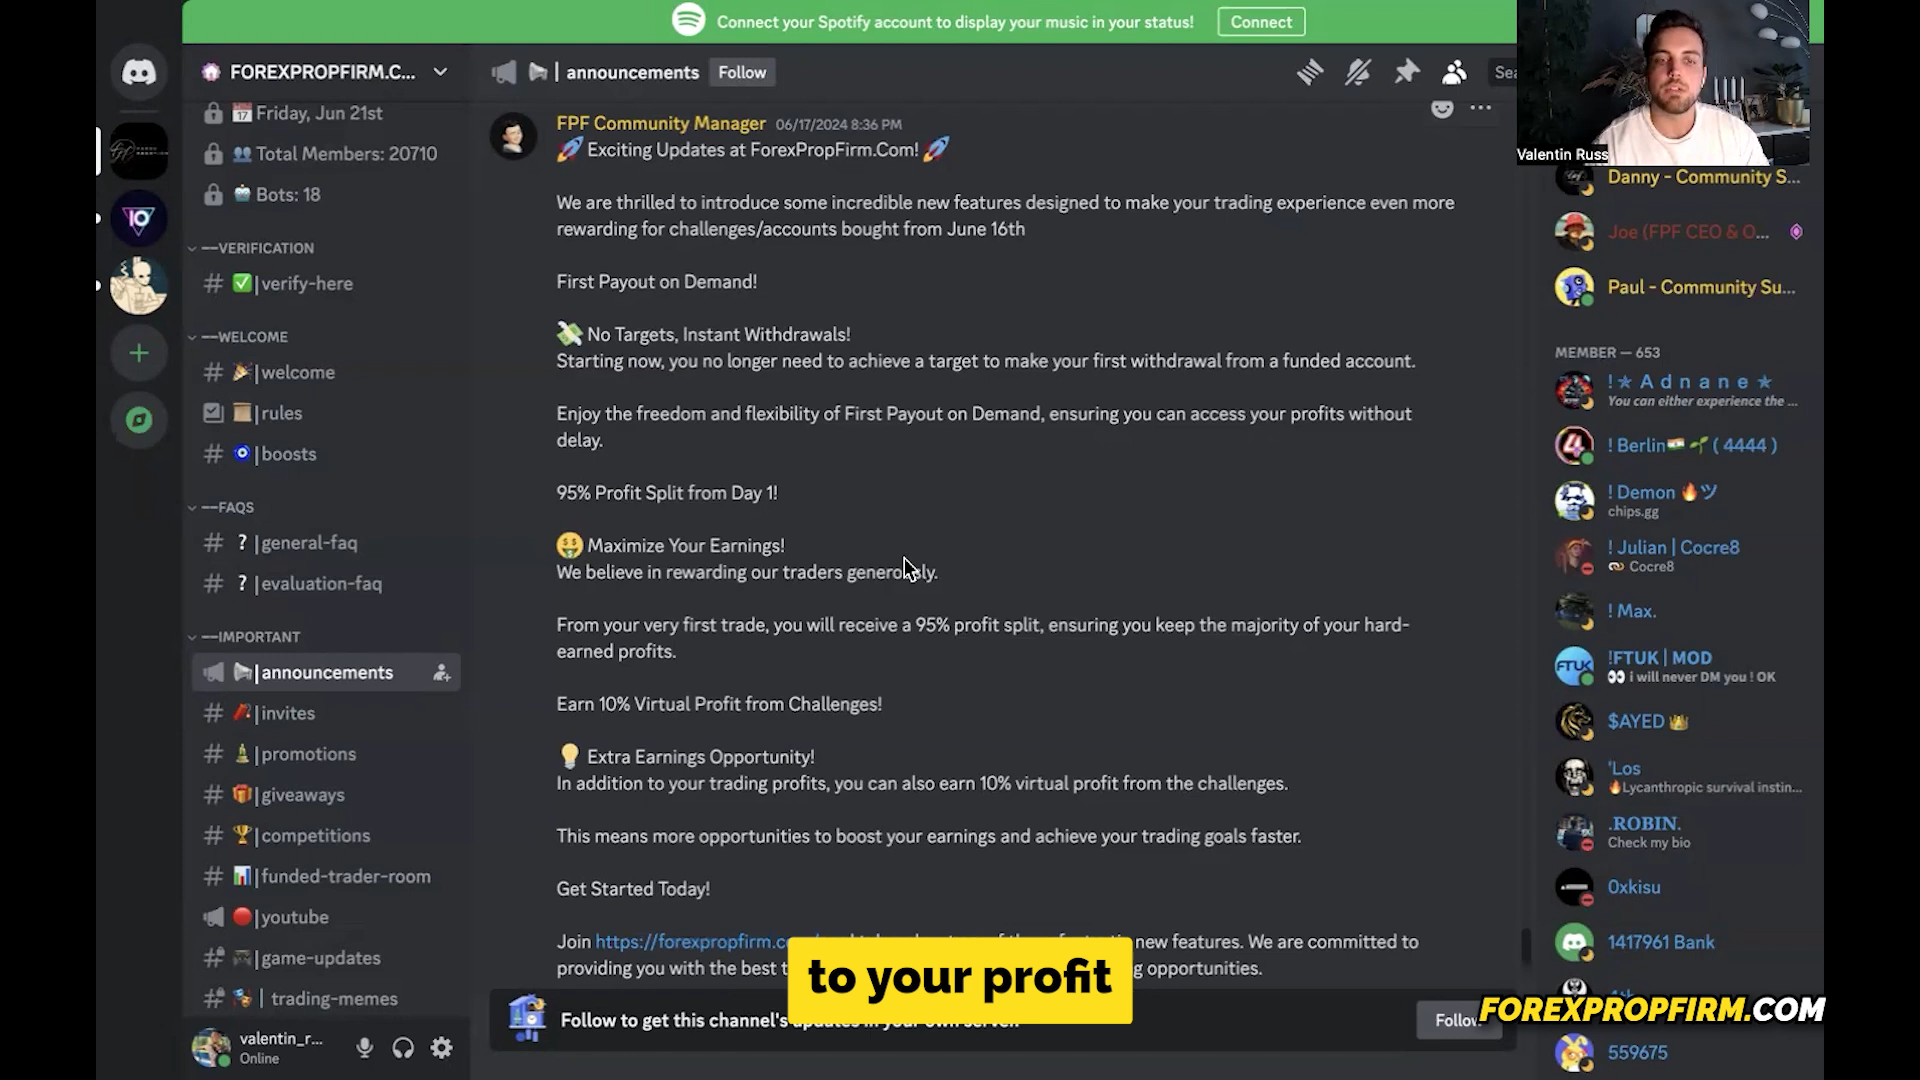 Connect your Spotify account to display your music in your status! Connect
FOREXPROPFIRM.C...
Friday, Jun 21st
Total Members: 20710
Bots: 18
—VERIFICATION
verify-here
—WELCOME
welcome
rules
boosts
—FAQS
? general-faq
? evaluation-faq
—IMPORTANT
announcements
invites
promotions
giveaways
competitions
funded-trader-room
youtube
game-updates
trading-memes
valentin_r...
Online
announcements Follow
FPF Community Manager 06/17/2024 8:36 PM
Exciting Updates at ForexPropFirm.Com!
We are thrilled to introduce some incredible new features designed to make your trading experience even more
rewarding for challenges/accounts bought from June 16th
First Payout on Demand!
No Targets, Instant Withdrawals!
Starting now, you no longer need to achieve a target to make your first withdrawal from a funded account.
Enjoy the freedom and flexibility of First Payout on Demand, ensuring you can access your profits without
delay.
95% Profit Split from Day 1!
Maximize Your Earnings!
We believe in rewarding our traders generously.
From your very first trade, you will receive a 95% profit split, ensuring you keep the majority of your hard-
earned profits.
Earn 10% Virtual Profit from Challenges!
Extra Earnings Opportunity!
In addition to your trading profits, you can also earn 10% virtual profit from the challenges.
This means more opportunities to boost your earnings and achieve your trading goals faster.
Get Started Today!
Join https://forexpropfirm.c new features. We are committed to
providing you with the best opportunities.
to your profit
Follow to get this channel's updates in your own server.
Follow
Sea
Valentin Russ
Danny - Community S...
Joe (FPF CEO & O...
Paul - Community Su...
MEMBER — 653
! ★ A d n a n e ★
You can either experience the ...
! Berlin ( 4444 )
! Demon ツ
chips.gg
! Julian | Cocre8
Cocre8
! Max.
!FTUK | MOD
i will never DM you ! OK
FTUK
$AYED
'Los
Lycanthropic survival instin...
.ROBIN.
Check my bio
0xkisu
1417961 Bank
559675
FOREXPROPFIRM.COM